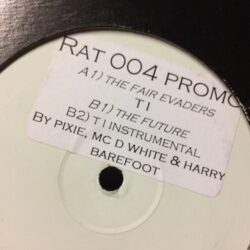 RAT 004 PROMO
A1) THE FAIR EVADERS
T I
B1) THE FUTURE
B2) T I INSTRUMENTAL
BY PIXIE, MC D WHITE & HARRY
BAREFOOT